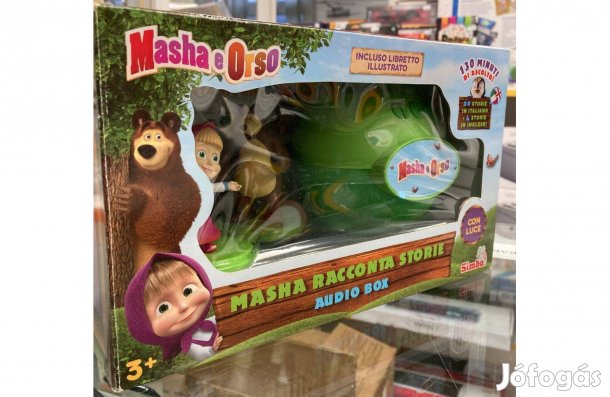 Masha e Orso
INCLUSO LIBRETTO
ILLUSTRATO
130 MINUTI
DI ASCOLTO!
20 STORIE
IN ITALIANO
+ 4 STORIE
IN INGLESE!
Masha e Orso
CON
LUCE
Simba
MASHA RACCONTA STORIE
AUDIO BOX
3+
Jófogás